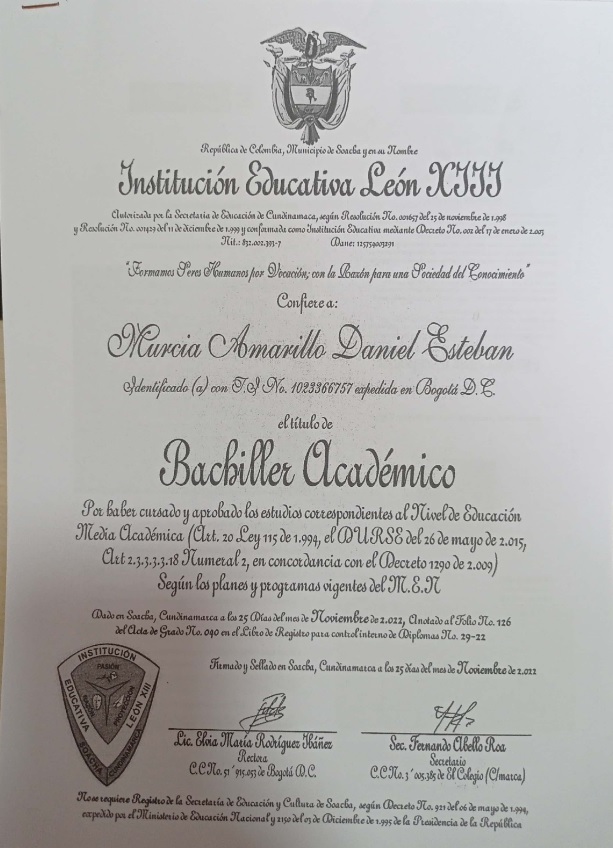 República de Colombia, Municipio de Soacha y en su Nombre
Institución Educativa León XIII
Autorizada por la Secretaria de Educación de Cundinamarca, según Resolución No. 001657 del 25 de noviembre de 1.998
y Resolución No. 001429 del 11 de diciembre de 1.999 y conformada como Institución Educativa mediante Decreto No. 002 del 17 de enero de 2.005
Nit.: 832.002.393-7 Dane: 125754003291
"Formamos Seres Humanos por Vocación; con la Razón para una Sociedad del Conocimiento"
Confiere a:
Murcia Amarillo Daniel Esteban
Identificado (a) con T.I No. 1023366757 expedida en Bogotá D.C.
el título de
Bachiller Académico
Por haber cursado y aprobado los estudios correspondientes al Nivel de Educación
Media Académica (Art. 20 Ley 115 de 1.994, el DURSE del 26 de mayo de 2.015,
Art 2.3.3.3.3.18 Numeral 2, en concordancia con el Decreto 1290 de 2.009)
Según los planes y programas vigentes del M.E.N
Dado en Soacha, Cundinamarca a los 25 Días del mes de Noviembre de 2.022, Anotado al Folio No. 126
del Acta de Grado No. 040 en el Libro de Registro para control interno de Diplomas No. 29-22
Firmado y Sellado en Soacha, Cundinamarca a los 25 días del mes de Noviembre de 2.022
INSTITUCIÓN
EDUCATIVA
LEÓN XIII
PASIÓN
PROYECCIÓN
SOACHA
CUNDINAMARCA
Lic. Elvia María Rodríguez Ibáñez
Rectora
C.C No. 51´915.053 de Bogotá D.C.
Sec. Fernando Abello Roa
Secretario
C.C No. 3´005.385 de El Colegio (C/marca)
No se requiere Registro de la Secretaría de Educación y Cultura de Soacha, según Decreto No. 921 del 06 de mayo de 1.994,
expedido por el Ministerio de Educación Nacional y 2150 del 05 de Diciembre de 1.995 de la Presidencia de la República